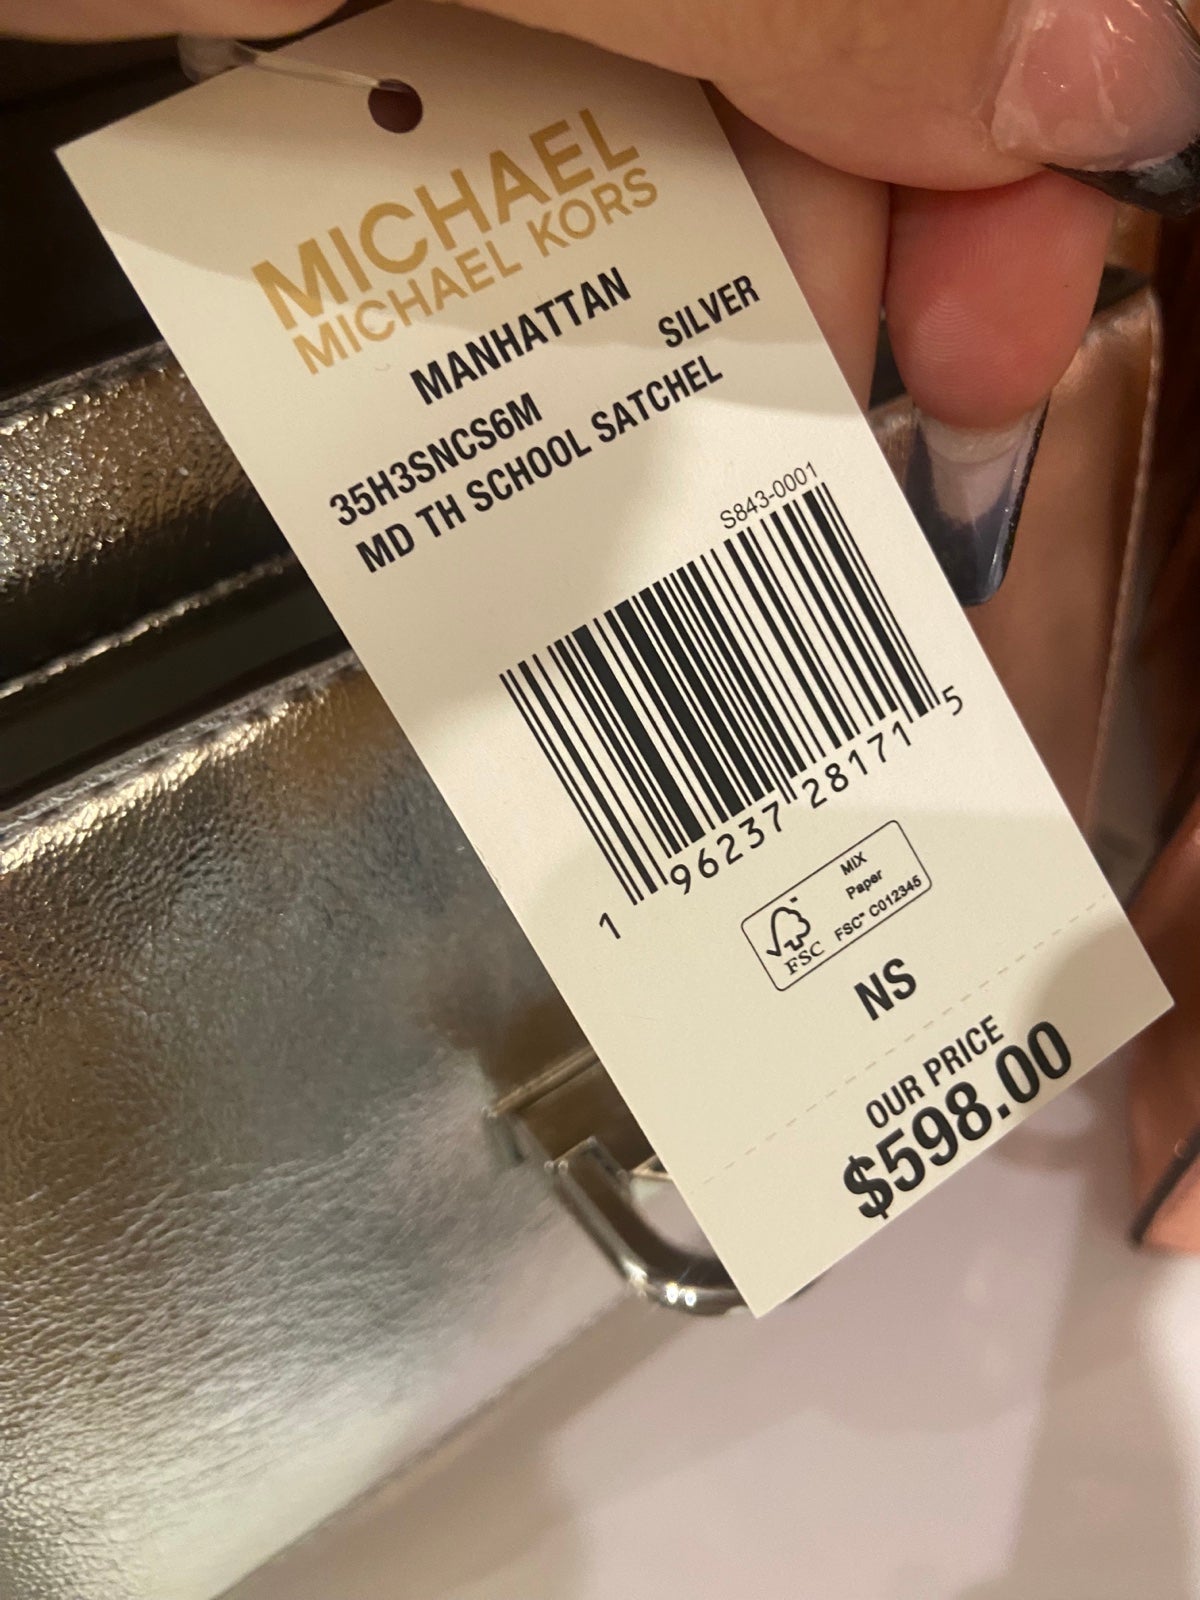 MICHAEL
MICHAEL KORS
MANHATTAN
35H3SNCS6M SILVER
MD TH SCHOOL SATCHEL
S843-0001
1 96237 28171 5
MIX
Paper
FSC™ C012345
FSC™
NS
OUR PRICE
$598.00